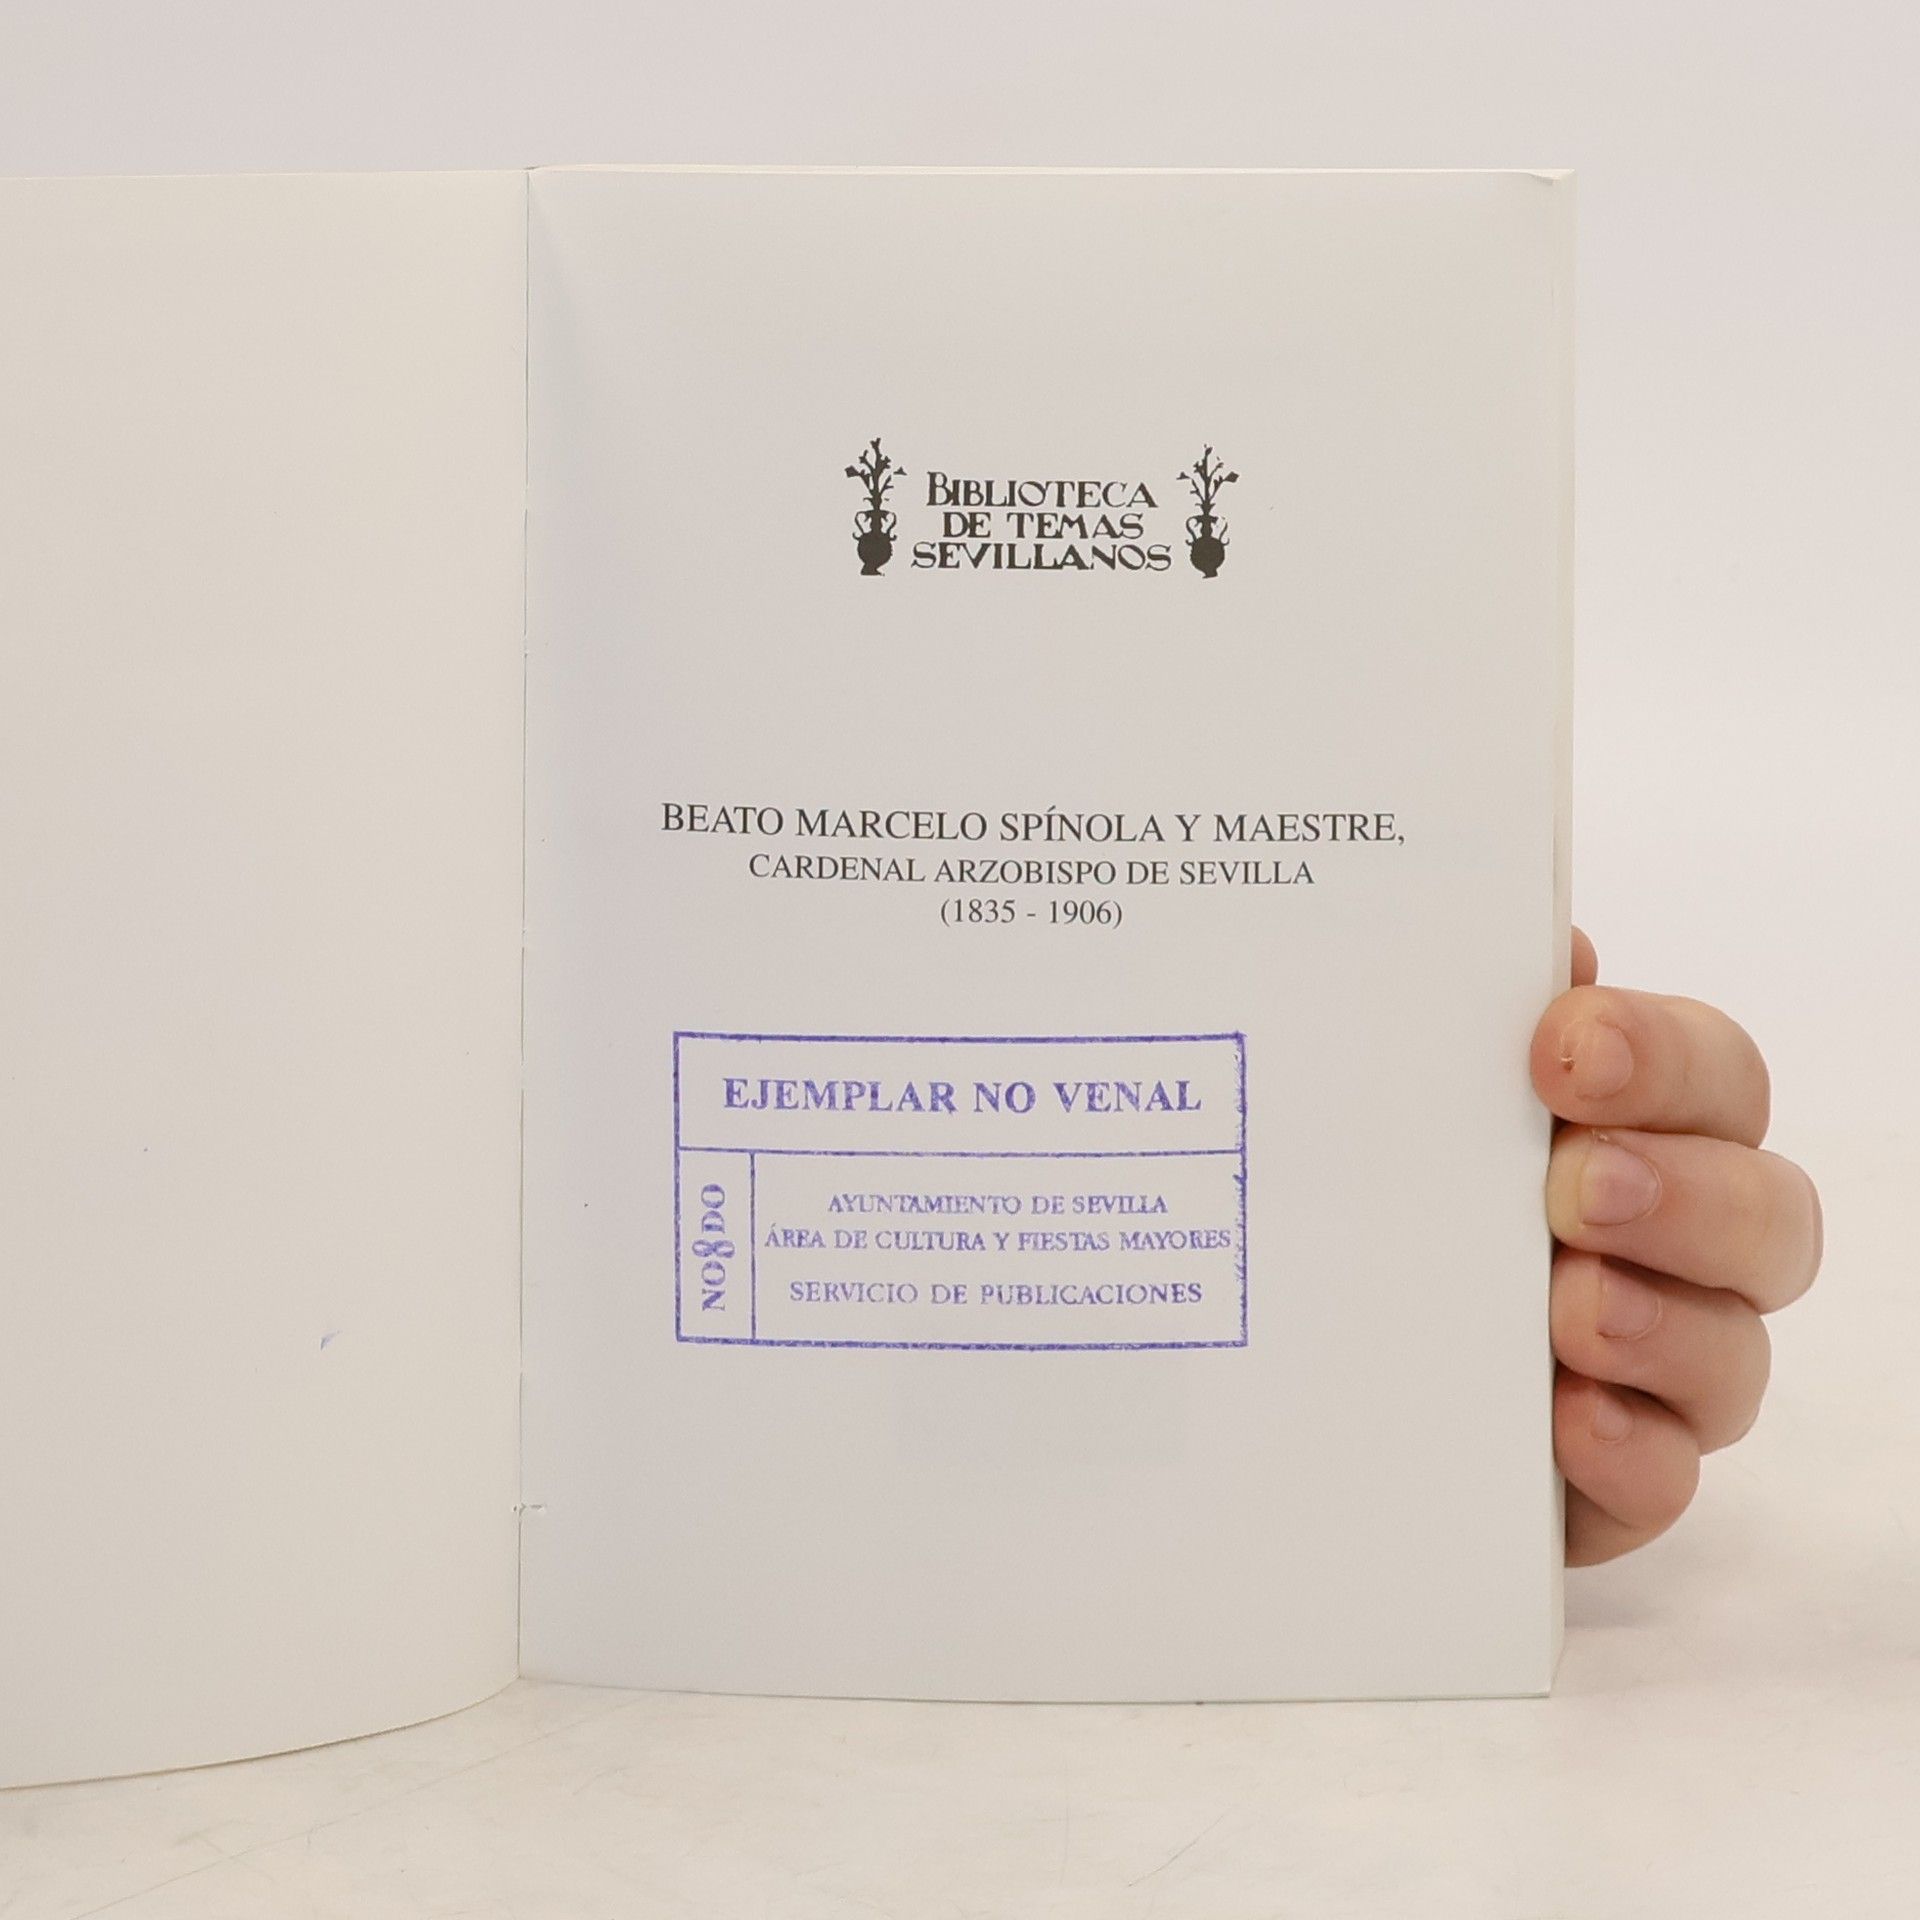 BIBLIOTECA
DE TEMAS
SEVILLANOS
BEATO MARCELO SPÍNOLA Y MAESTRE,
CARDENAL ARZOBISPO DE SEVILLA
(1835 - 1906)
EJEMPLAR NO VENAL
NO8DO
AYUNTAMIENTO DE SEVILLA
ÁREA DE CULTURA Y FIESTAS MAYORES
SERVICIO DE PUBLICACIONES